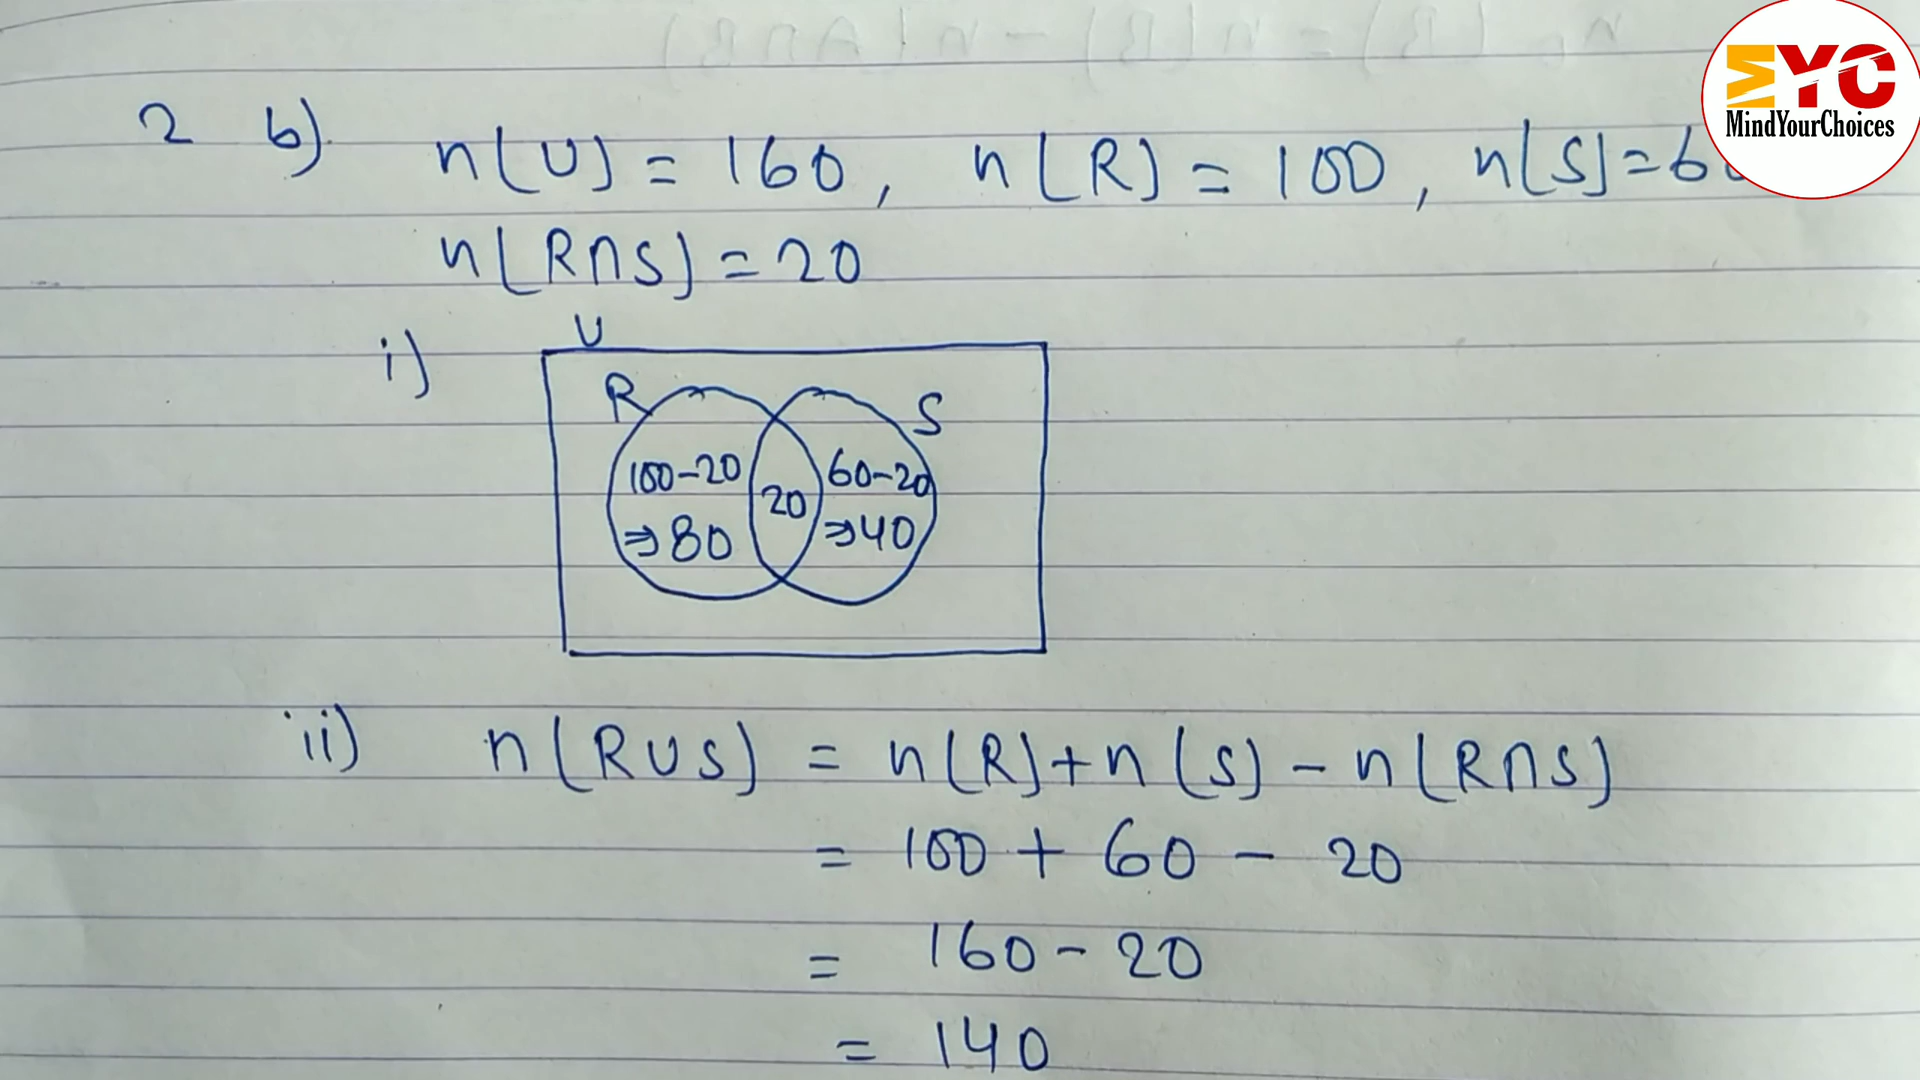 2 b) n(U) = 160, n(R) = 100, n(S) = 6
n(R∩S) = 20
i)
U
R
S
100-20
20
60-20
⇒80
⇒40
ii) n(R∪S) = n(R)+n(S) - n(R∩S)
= 100 + 60 - 20
= 160 - 20
= 140
MYC
MindYourChoices